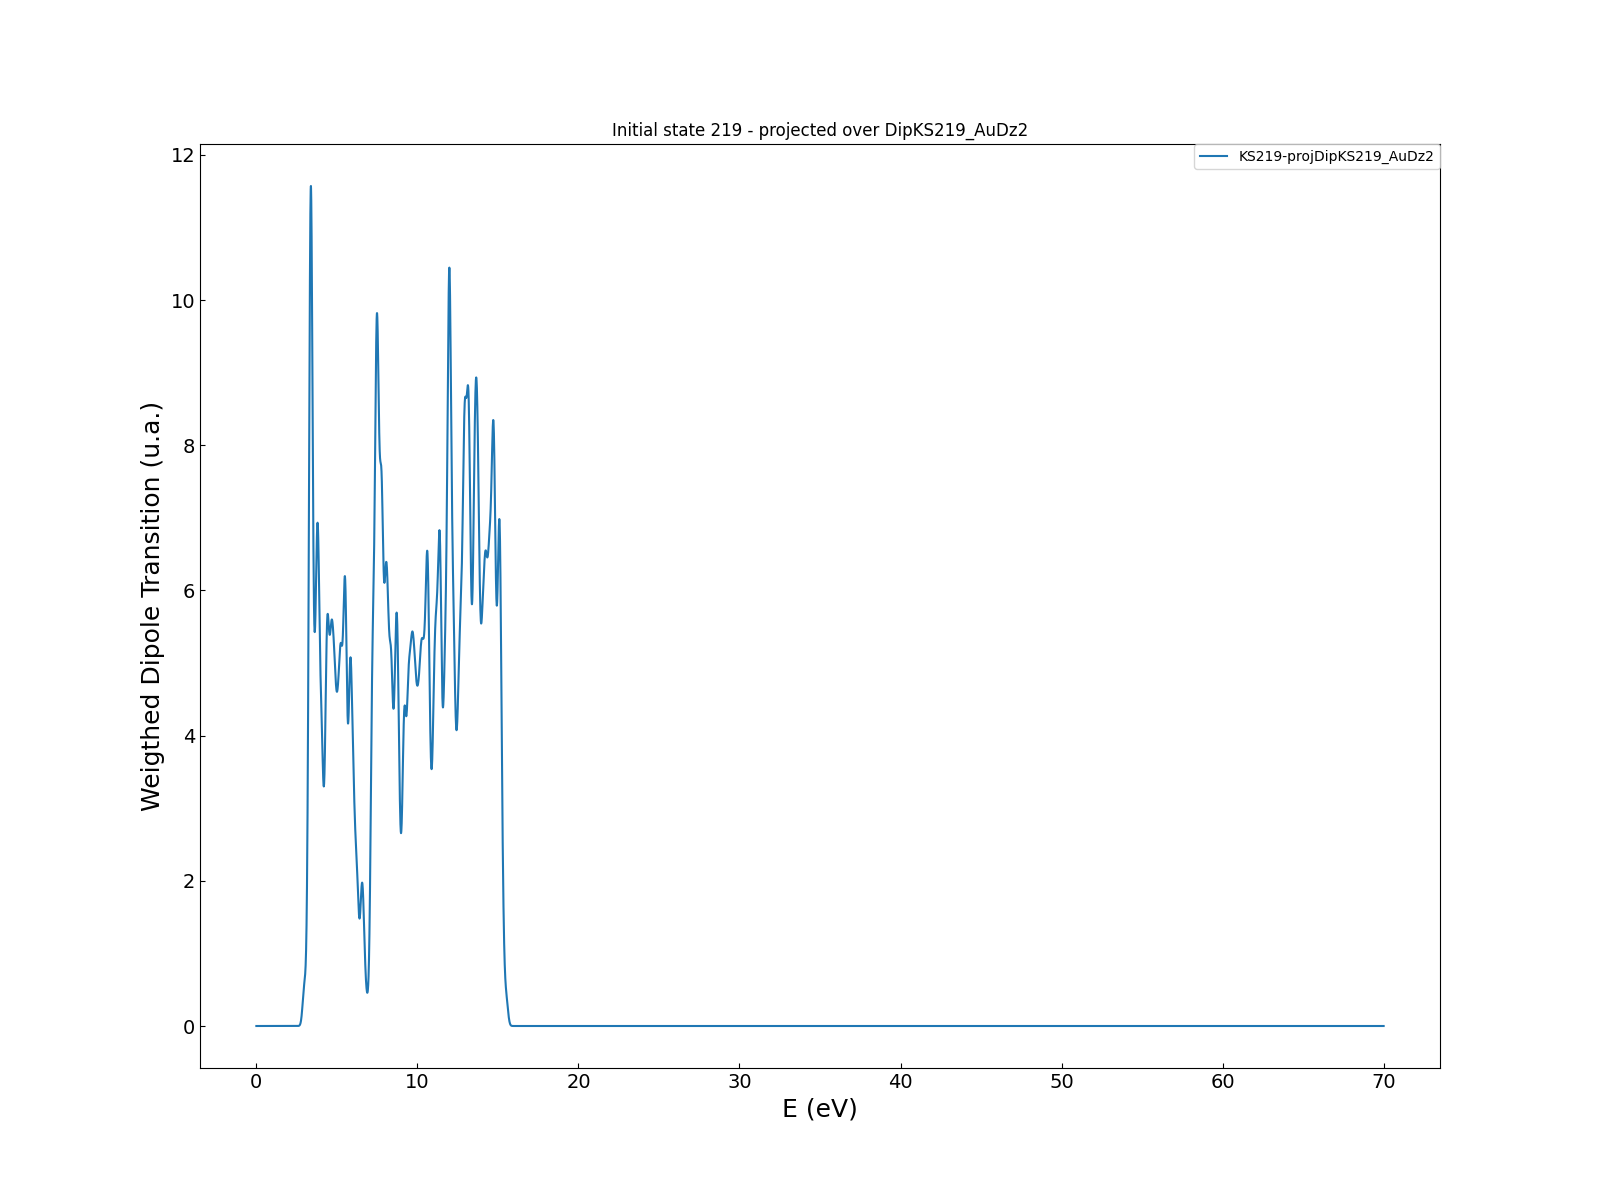 Initial state 219 - projected over DipKS219_AuDz2
KS219-projDipKS219_AuDz2
Weigthed Dipole Transition (u.a.)
12
10
8
6
4
2
0
0 10 20 30 40 50 60 70
E (eV)